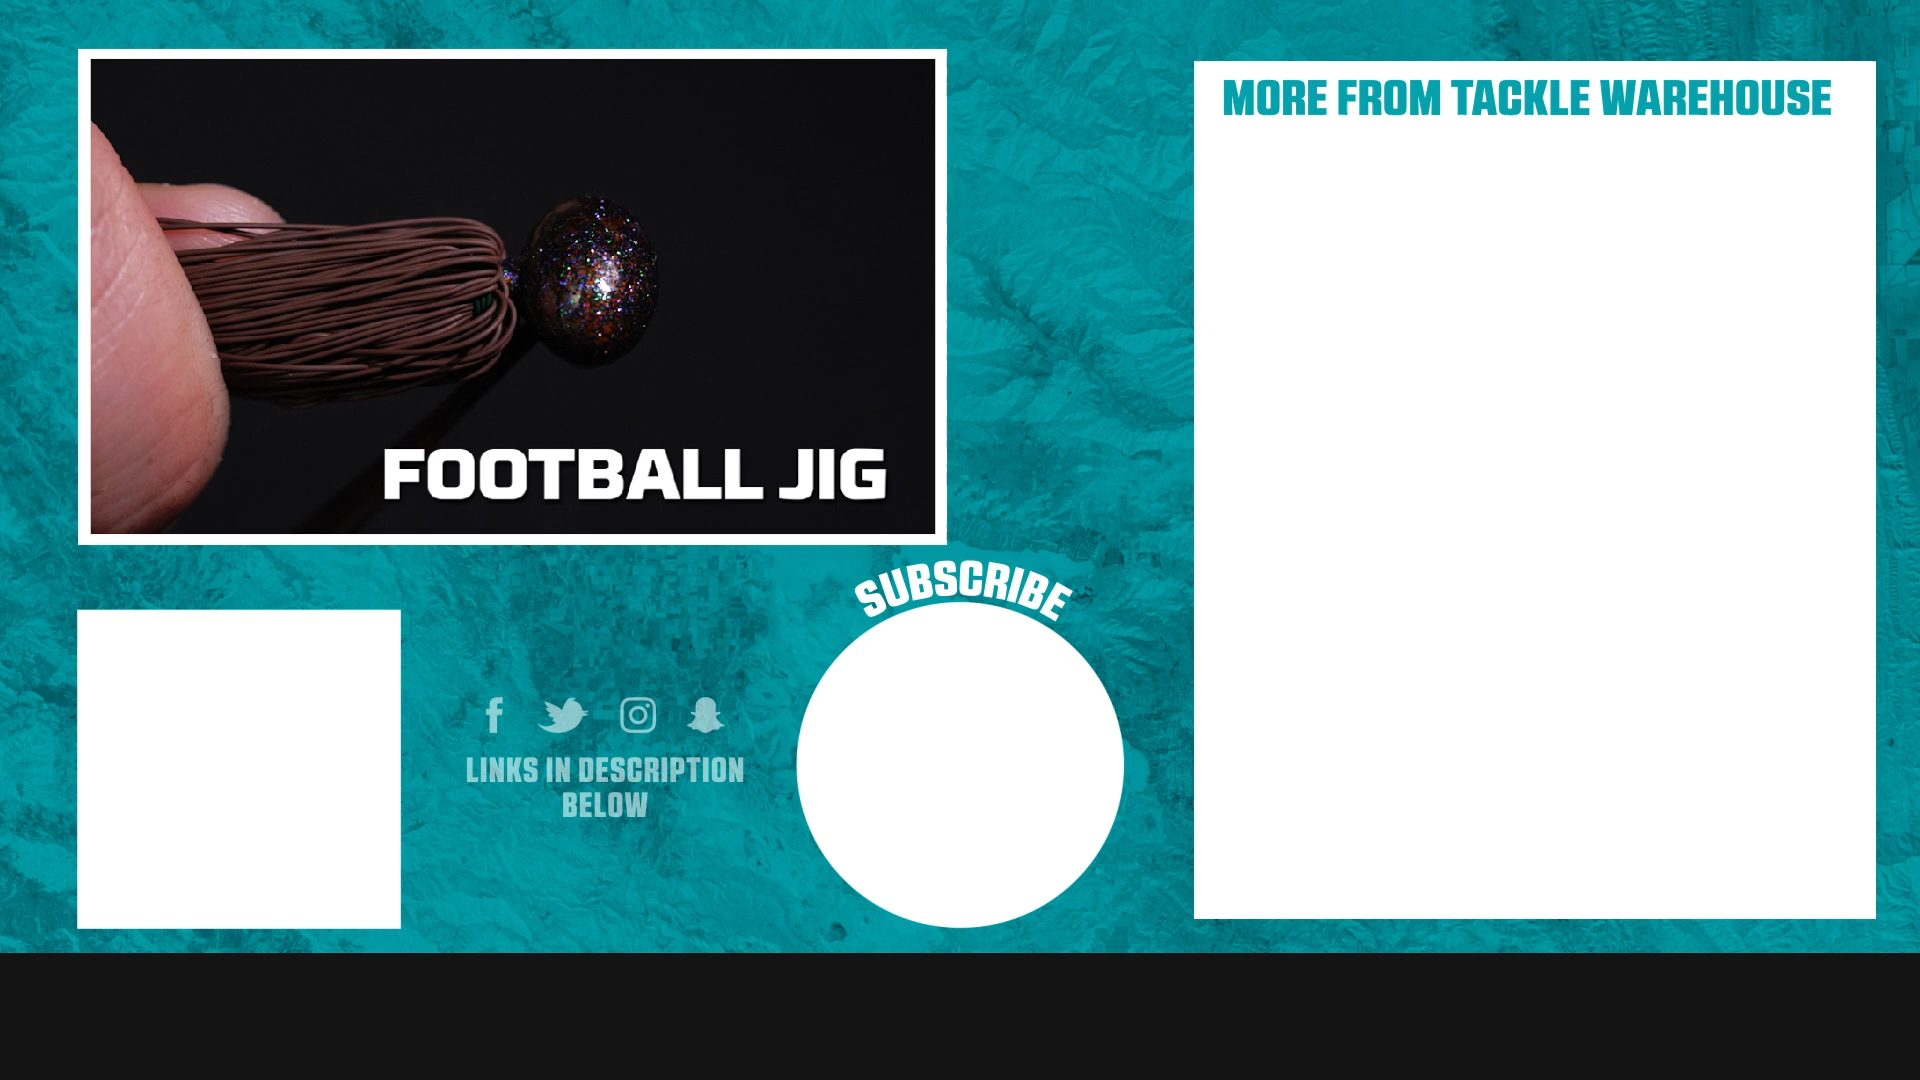 MORE FROM TACKLE WAREHOUSE
FOOTBALL JIG
SUBSCRIBE
LINKS IN DESCRIPTION
BELOW